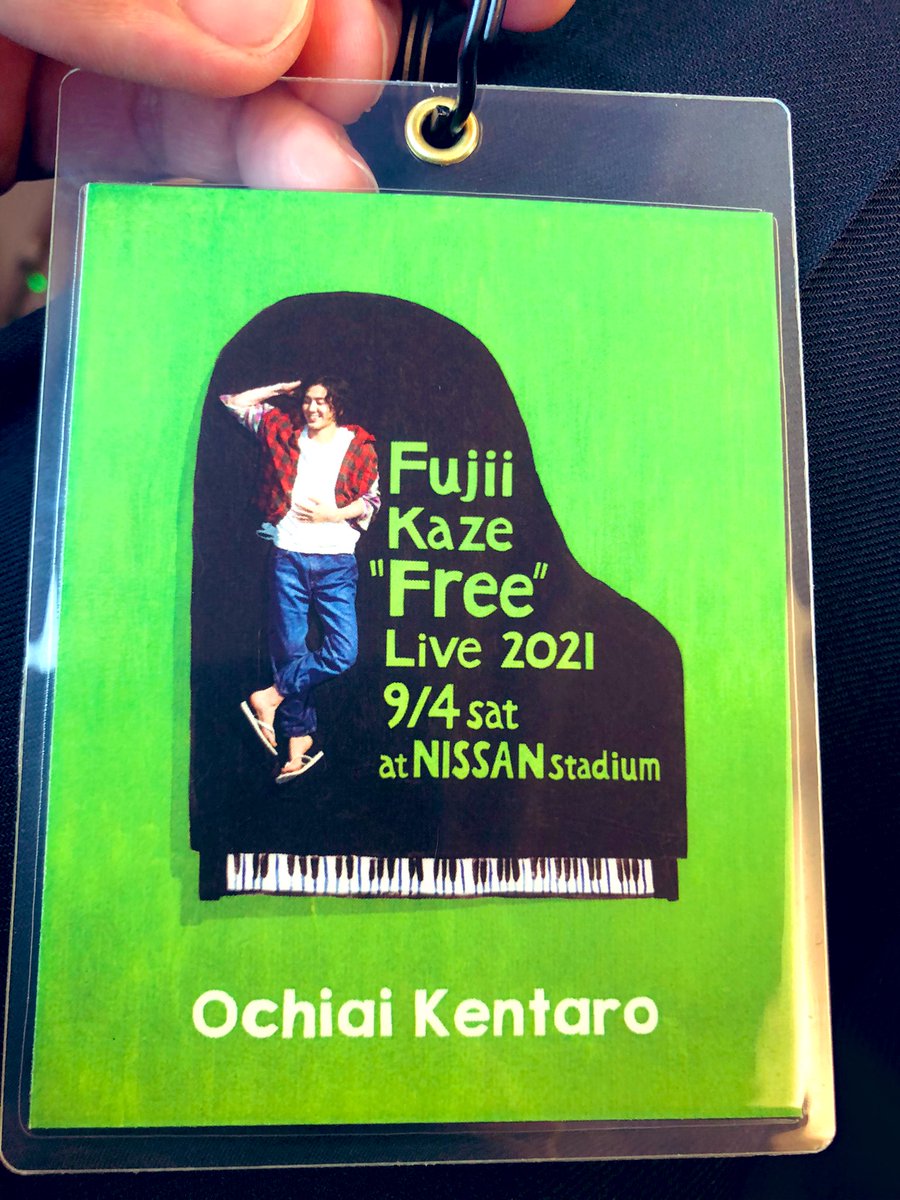 Fujii
Kaze
"Free"
Live 2021
9/4 sat
at NISSAN stadium
Ochiai Kentaro